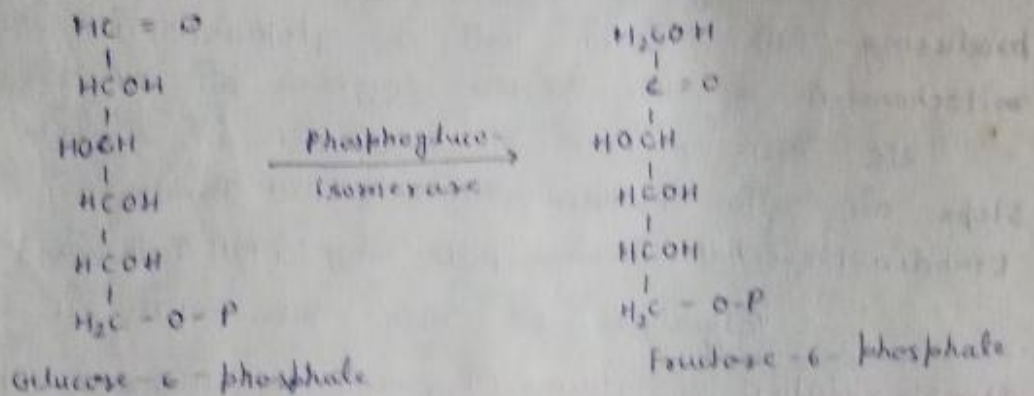 HC = O
H₂COH
HCOH
C = O
HOCH
Phosphogluco-
isomerase
HOCH
HCOH
HCOH
HCOH
HCOH
H₂C - O - P
H₂C - O-P
Glucose - 6 - phosphate
Fructose - 6 - phosphate